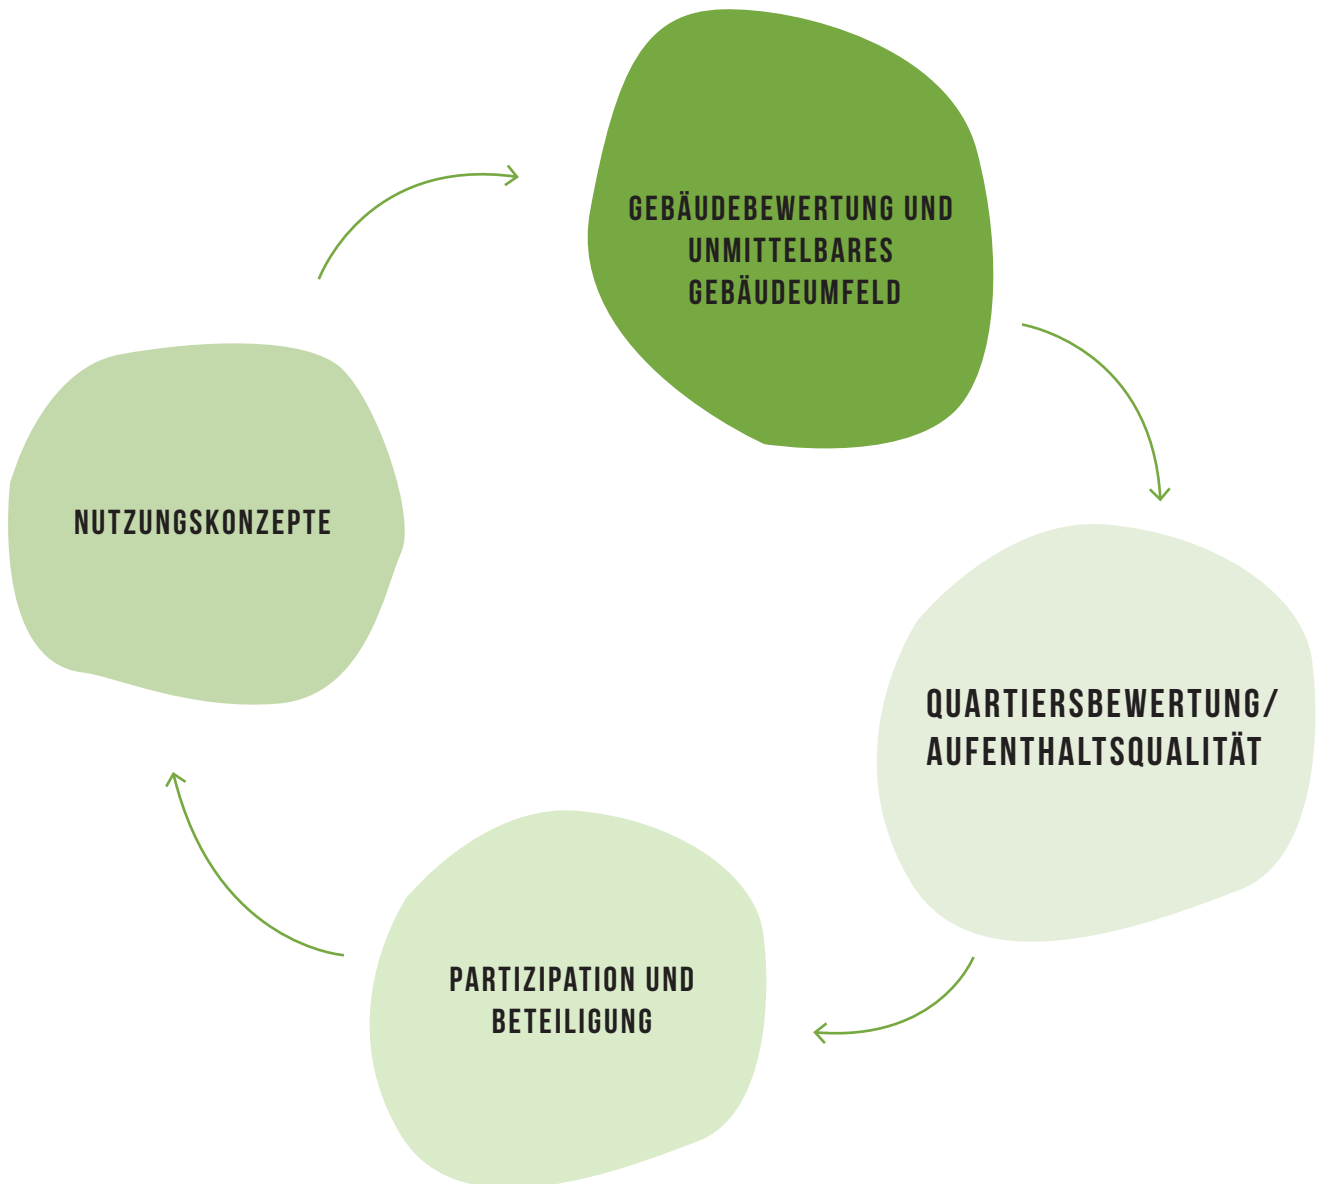 GEBÄUDEBEWERTUNG UND
UNMITTELBARES
GEBÄUDEUMFELD
NUTZUNGSKONZEPTE
QUARTIERSBEWERTUNG/
AUFENTHALTSQUALITÄT
PARTIZIPATION UND
BETEILIGUNG